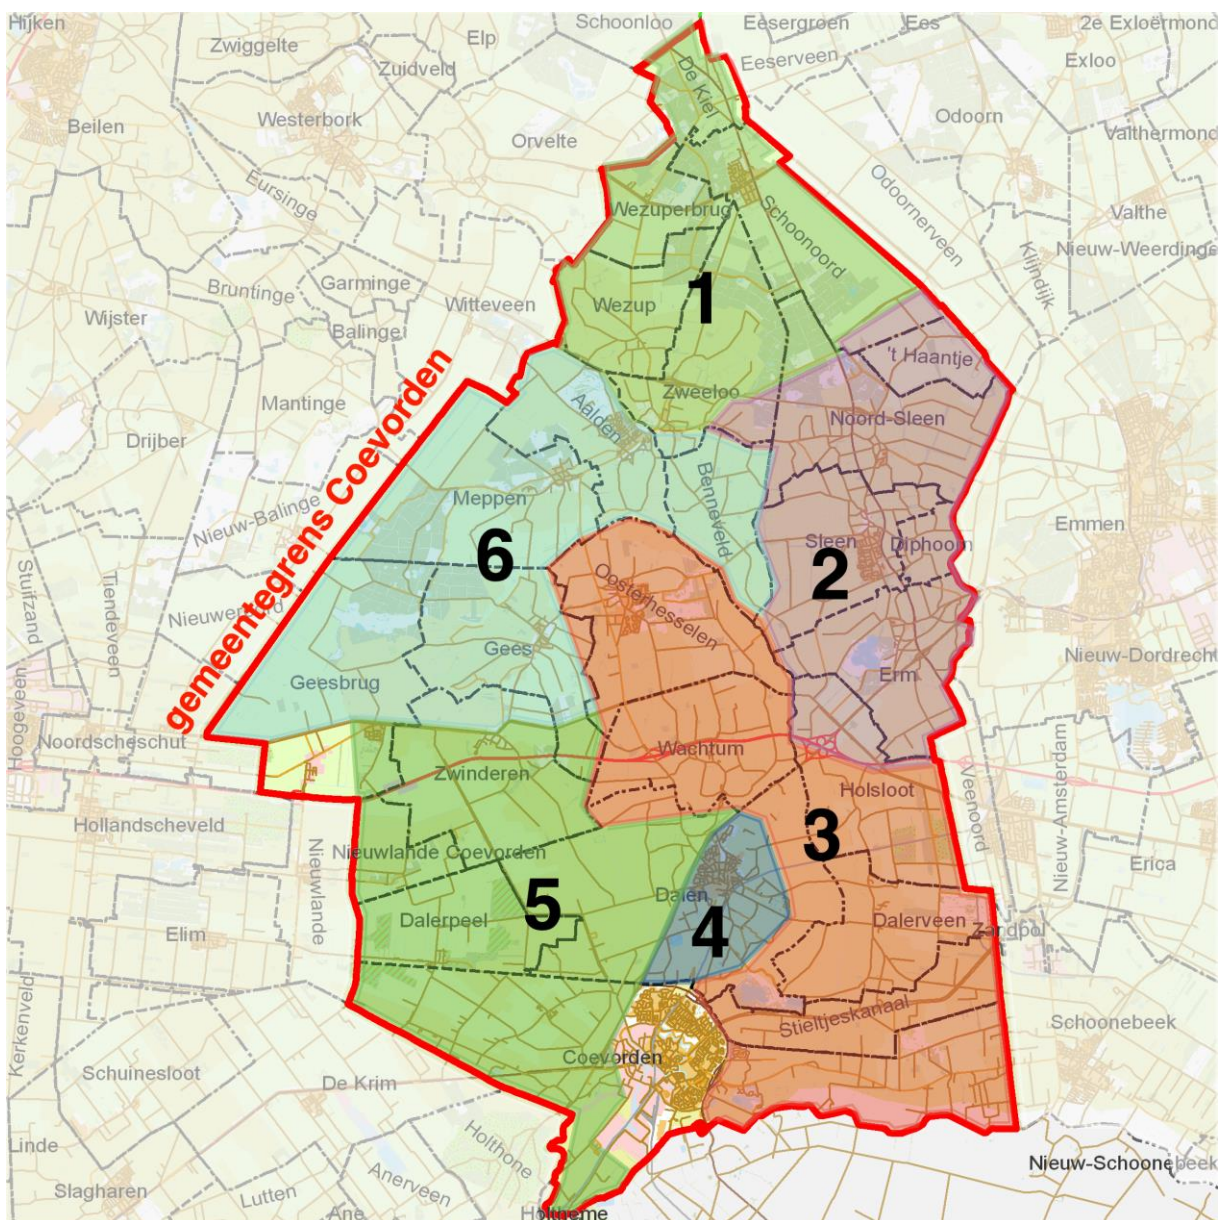 Hijken
Schoonloo
Eesergroen
Ees
2e Exloërmond
Zwiggelte
Elp
Zuidveld
De Kiel
Eeserveen
Exloo
Beilen
Westerbork
Orvelte
Odoorn
Valthermond
Eursinge
Wezuperbrug
Schoonoord
Odoornerveen
Valthe
Nieuw-Weerdinge
Klijndijk
Bruntinge
Garminge
Witteveen
Wezup
1
Wijster
Balinge
't Haantje
gemeentegrens Coevorden
Mantinge
Zweeloo
Aalden
Noord-Sleen
Drijber
Meppen
Benneveld
Nieuw-Balinge
Emmen
6
Sleen
Diphoorn
2
Stuifzand
Tiendeveen
Oosterhesselen
Gees
Geesbrug
Erm
Nieuw-Dordrecht
Hoogeveen
Noordscheschut
Wachtum
Zwinderen
Holsloot
Veenoord
Nieuw-Amsterdam
Hollandscheveld
3
Nieuwlande
Nieuwlande Coevorden
Erica
Dalen
Dalerpeel
5
4
Dalerveen
Zandpol
Elim
Kerkenveld
Stieltjeskanaal
Schoonebeek
Coevorden
Schuinesloot
De Krim
Linde
Holthone
Anerveen
Nieuw-Schoonebeek
Slagharen
Lutten
Ane